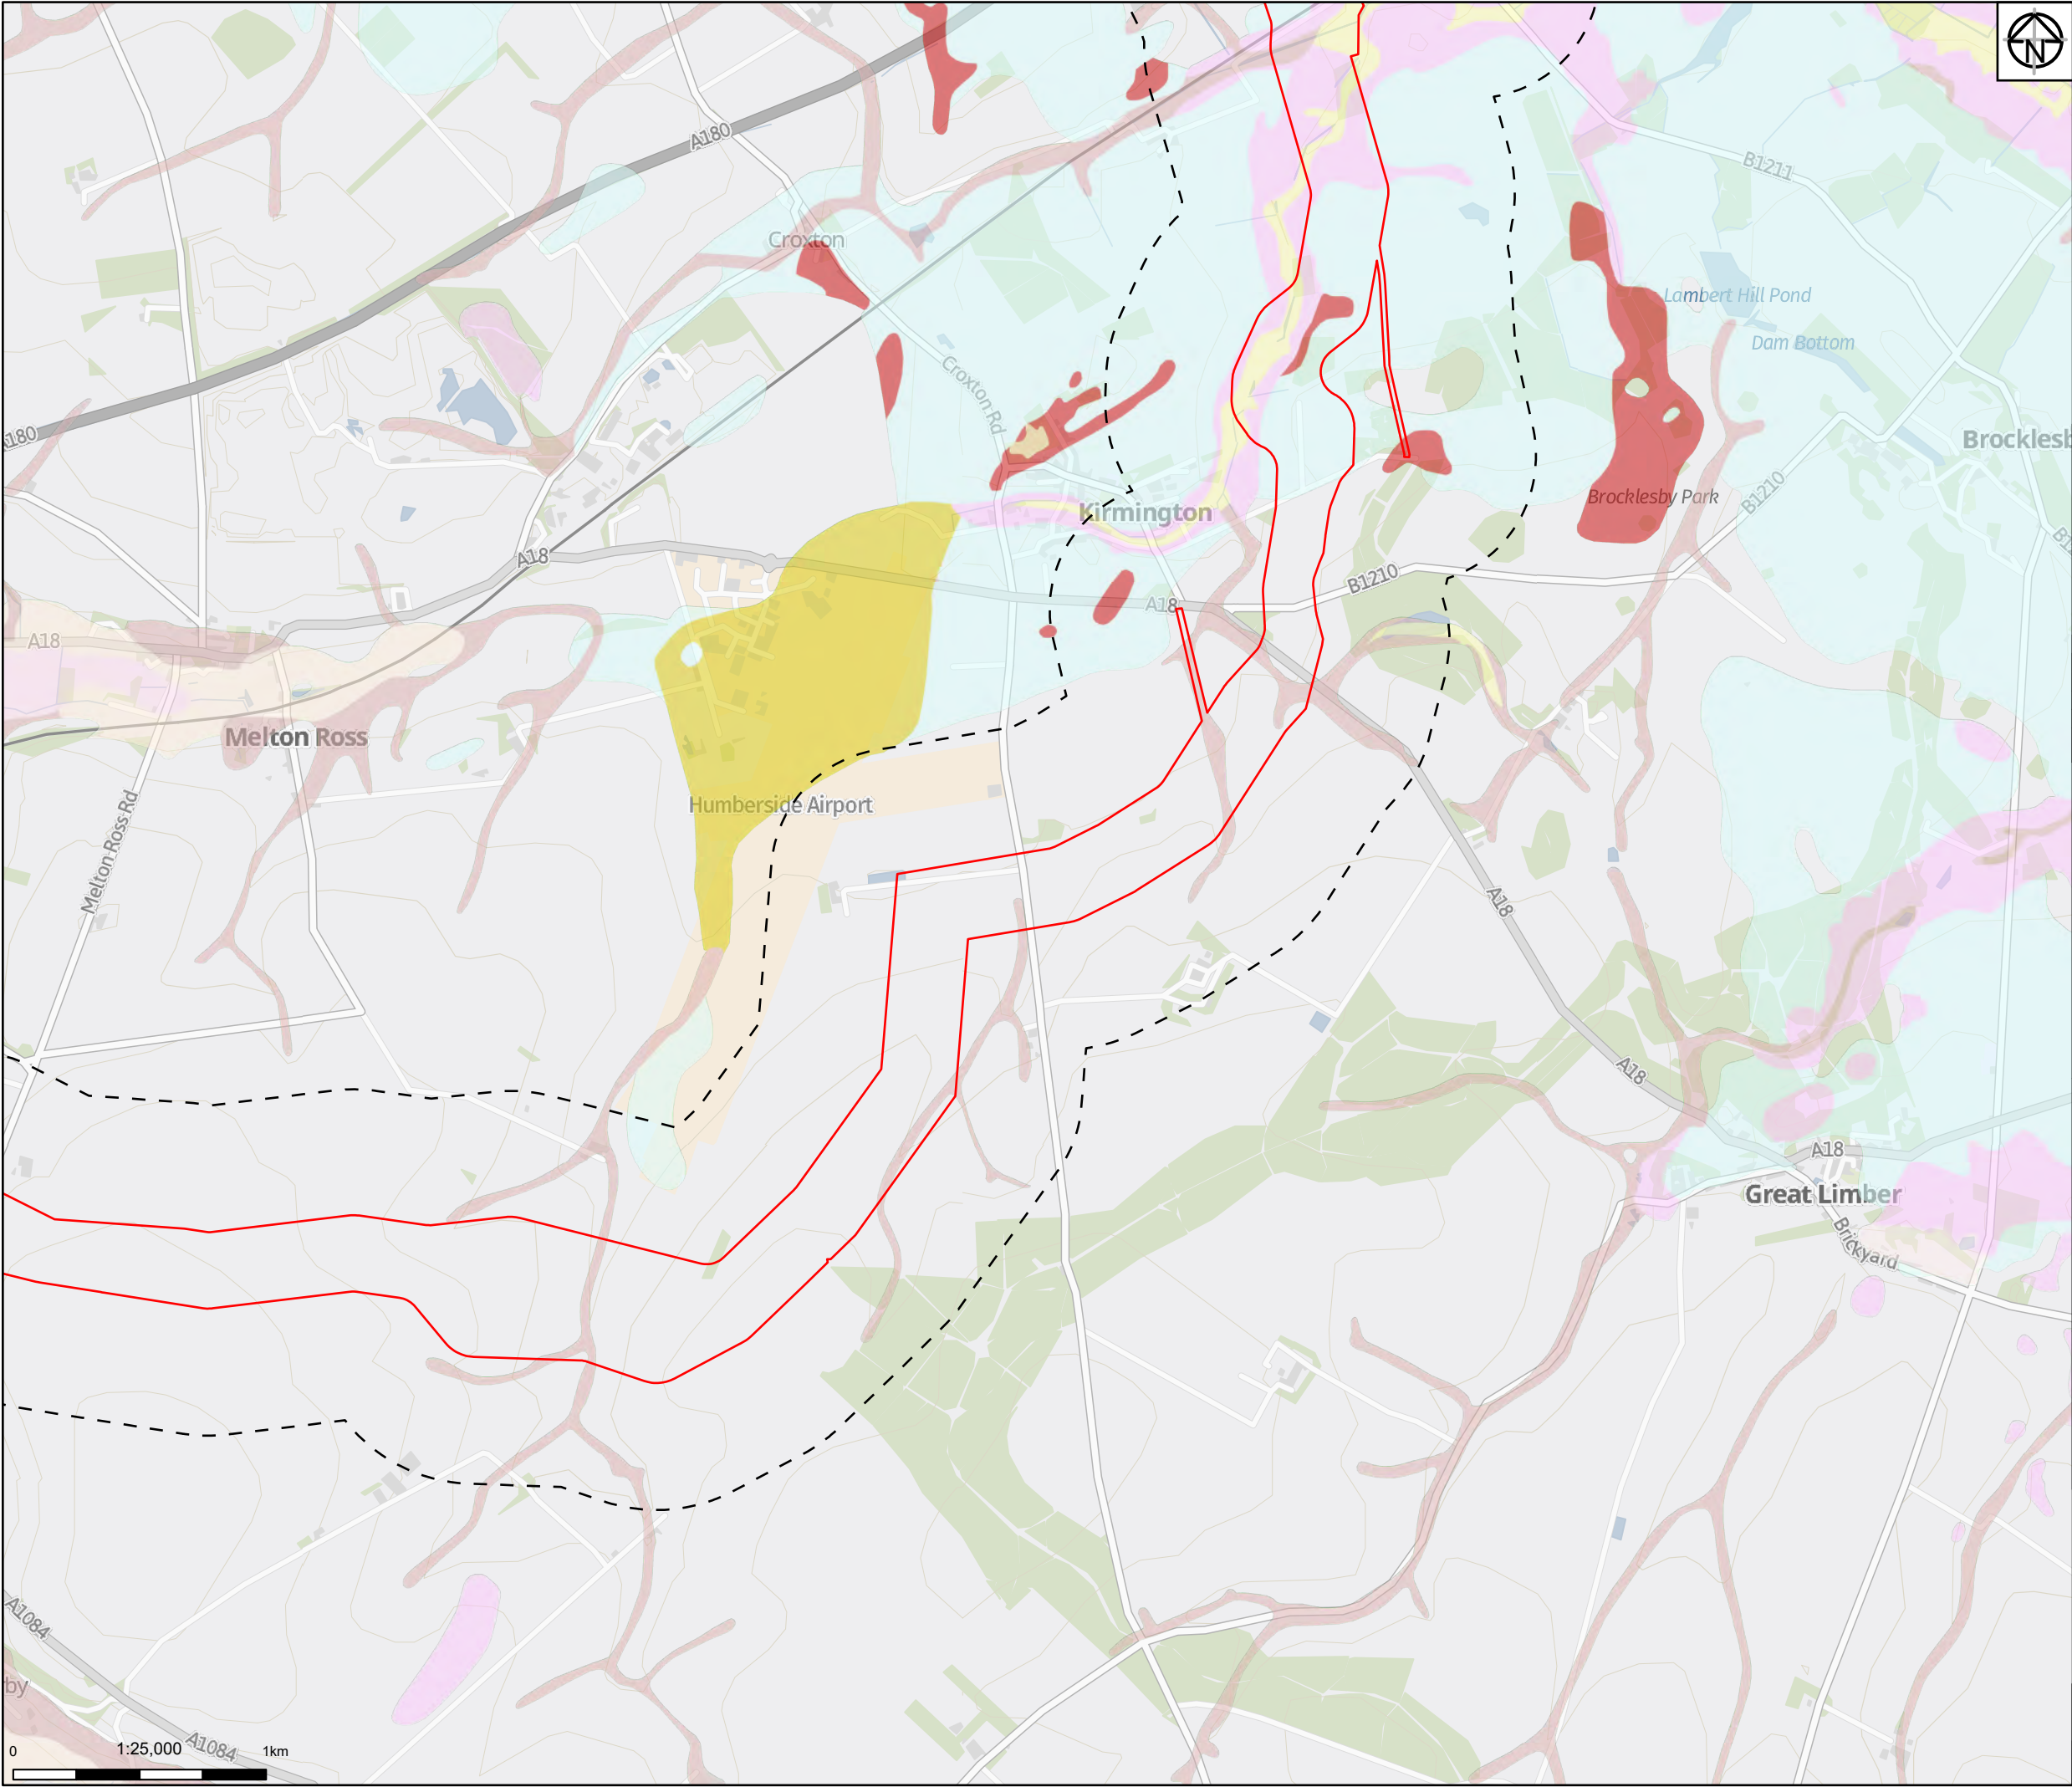 N
A180
B1211
Croxton
Lambert Hill Pond
Dam Bottom
Croxton Rd
A180
Brocklesb
Brocklesby Park
B1210
Kirmington
A18
B1210
A18
A18
Melton Ross
Humberside Airport
Melton Ross Rd
A18
A18
A18
Great Limber
Brickyard
A1084
by
A1084
0
1:25,000
1km